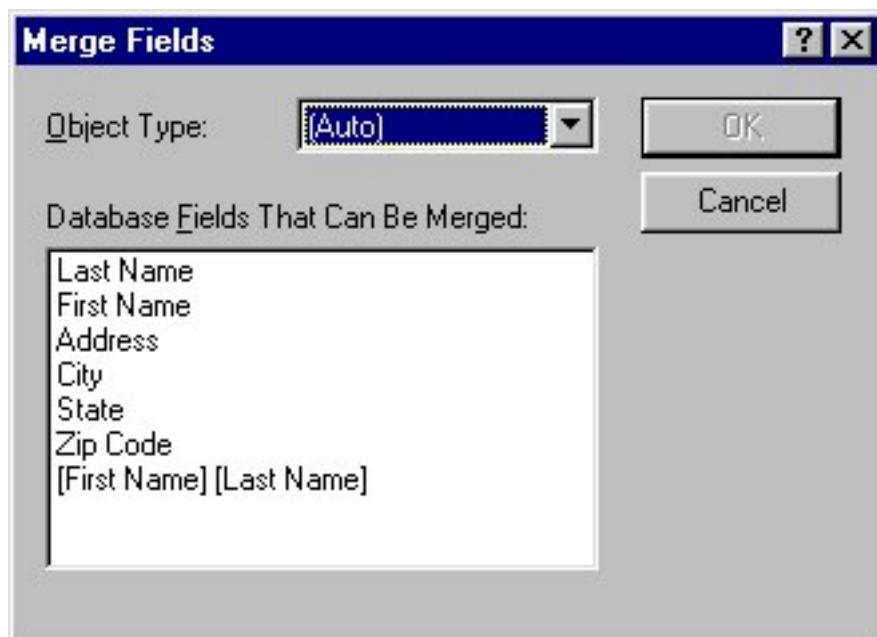 Merge Fields
Object Type: (Auto) OK
Cancel
Database Fields That Can Be Merged:
Last Name
First Name
Address
City
State
Zip Code
[First Name] [Last Name]